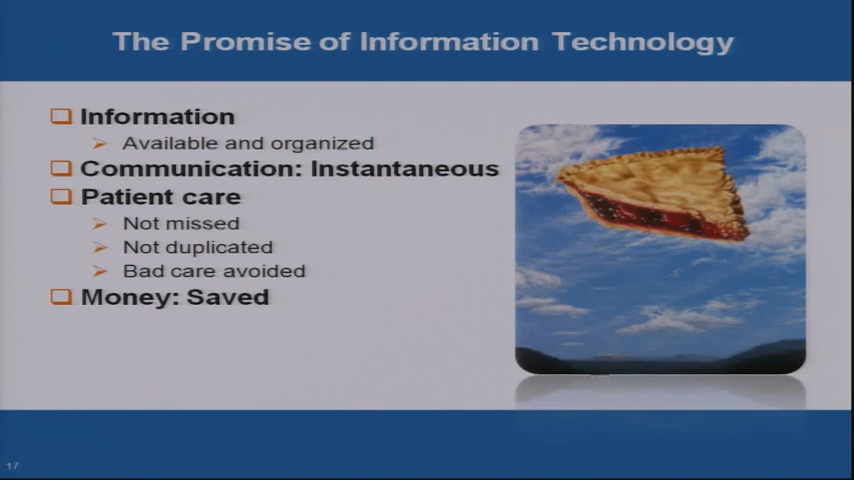 The Promise of Information Technology
Information
Available and organized
Communication: Instantaneous
Patient care
Not missed
Not duplicated
Bad care avoided
Money: Saved
17